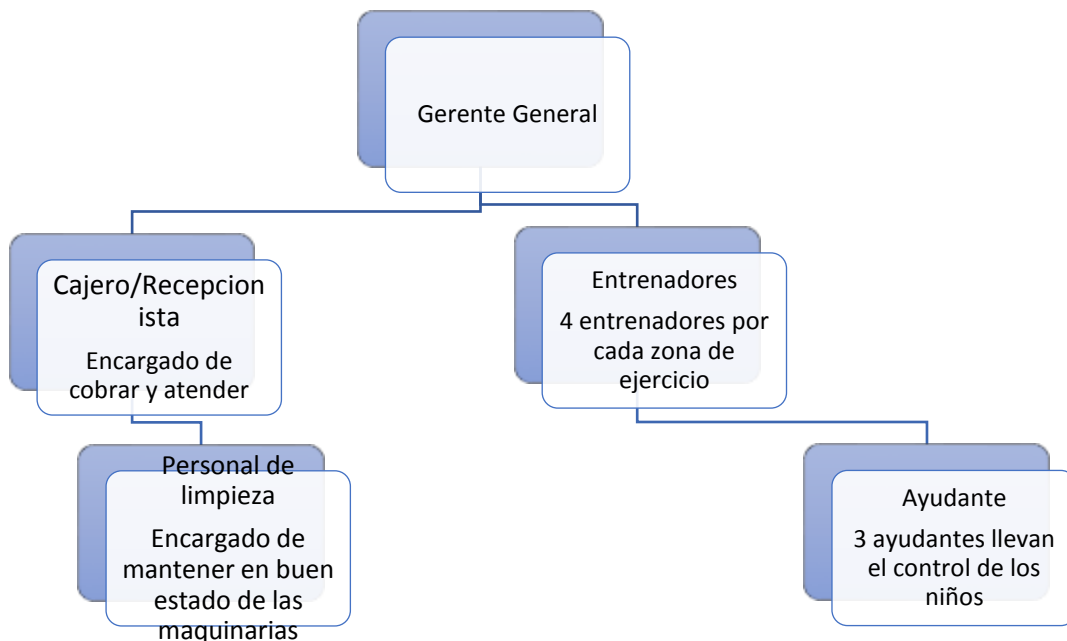 Gerente General
Cajero/Recepcion
ista
Encargado de
cobrar y atender
Entrenadores
4 entrenadores por
cada zona de
ejercicio
Personal de
limpieza
Encargado de
mantener en buen
estado de las
maquinarias
Ayudante
3 ayudantes llevan
el control de los
niños